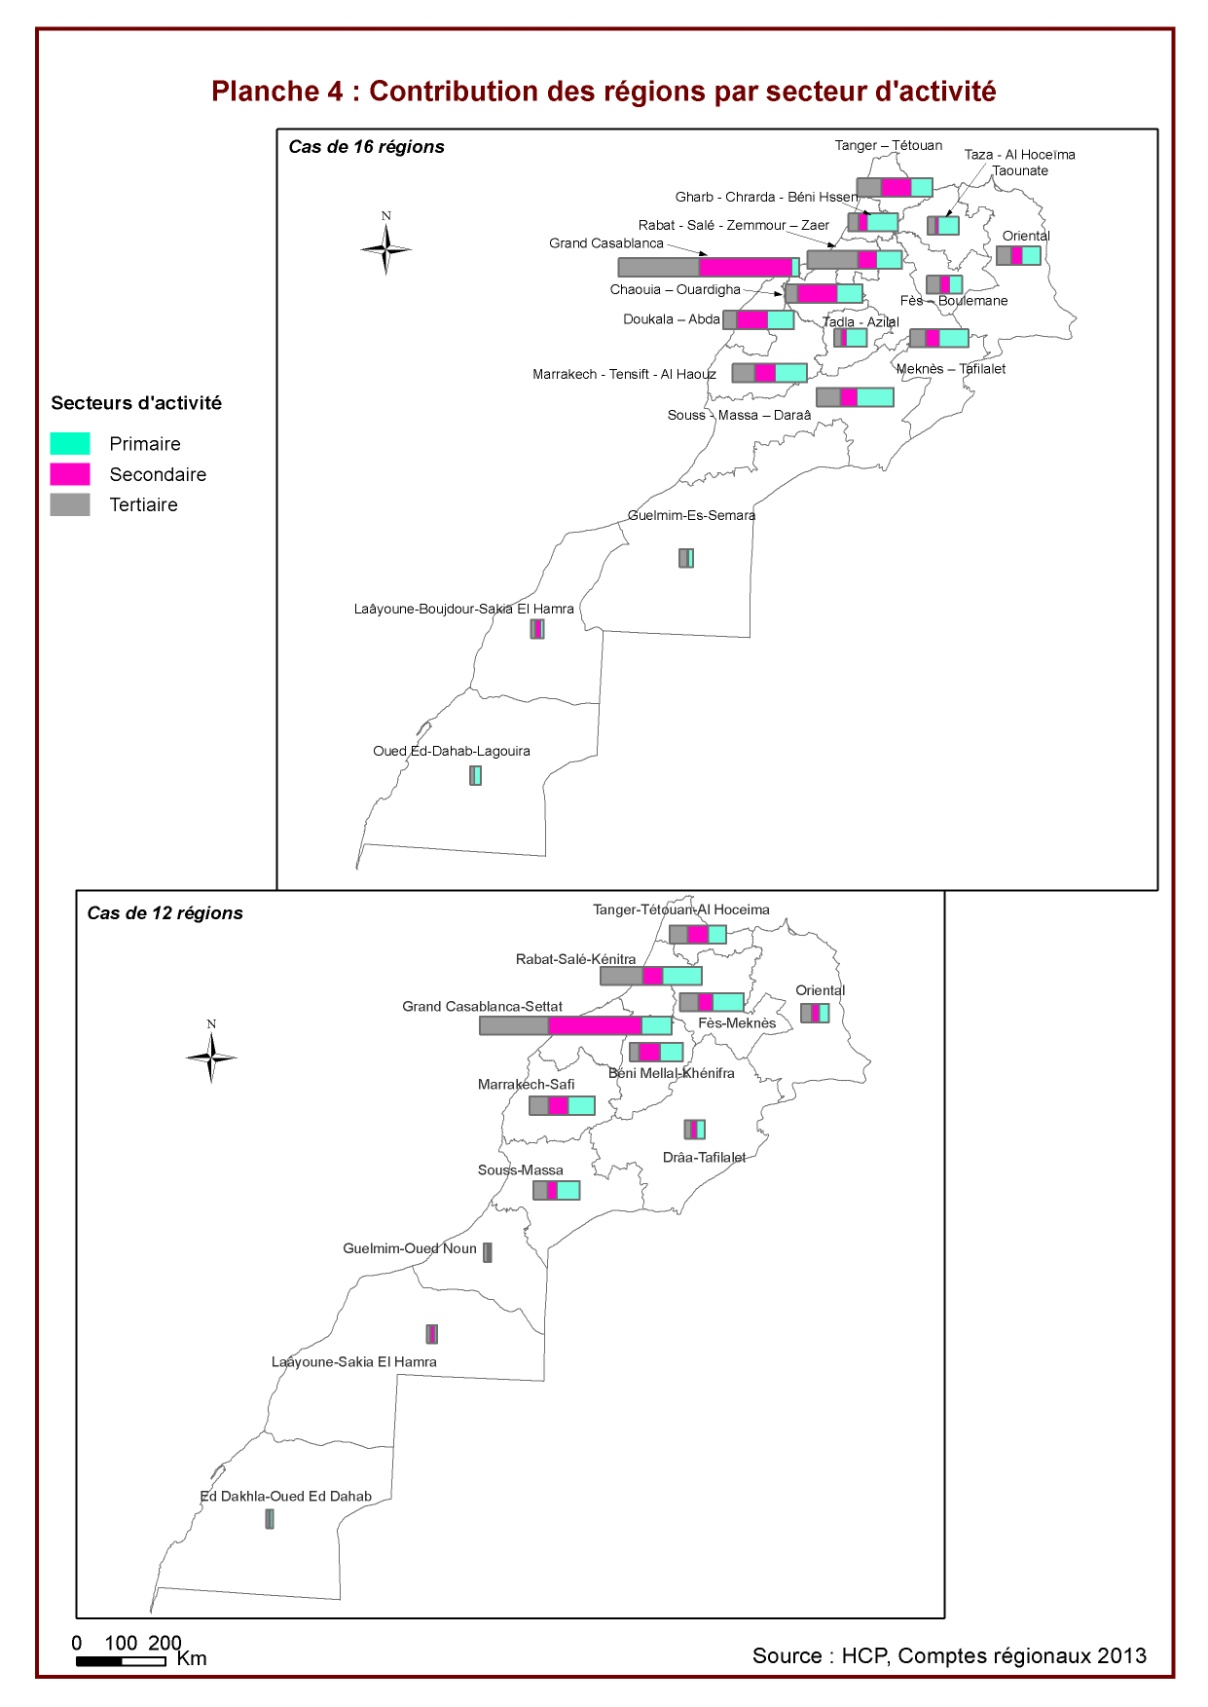 Planche 4 : Contribution des régions par secteur d'activité
Cas de 16 régions
Tanger – Tétouan
Taza - Al Hoceïma
Taounate
Gharb - Chrarda - Béni Hssen
Rabat - Salé - Zemmour – Zaer
Oriental
Grand Casablanca
N
Chaouia – Ouardigha
Fès – Boulemane
Doukala – Abda
Tadla - Azilal
Meknès – Tafilalet
Marrakech - Tensift - Al Haouz
Souss - Massa – Daraâ
Secteurs d'activité
Primaire
Secondaire
Tertiaire
Guelmim-Es-Semara
Laâyoune-Boujdour-Sakia El Hamra
Oued Ed-Dahab-Lagouira
Cas de 12 régions
Tanger-Tétouan-Al Hoceima
Rabat-Salé-Kénitra
Oriental
Grand Casablanca-Settat
Fès-Meknès
N
Béni Mellal-Khénifra
Marrakech-Safi
Drâa-Tafilalet
Souss-Massa
Guelmim-Oued Noun
Laâyoune-Sakia El Hamra
Ed Dakhla-Oued Ed Dahab
0 100 200
Km
Source : HCP, Comptes régionaux 2013